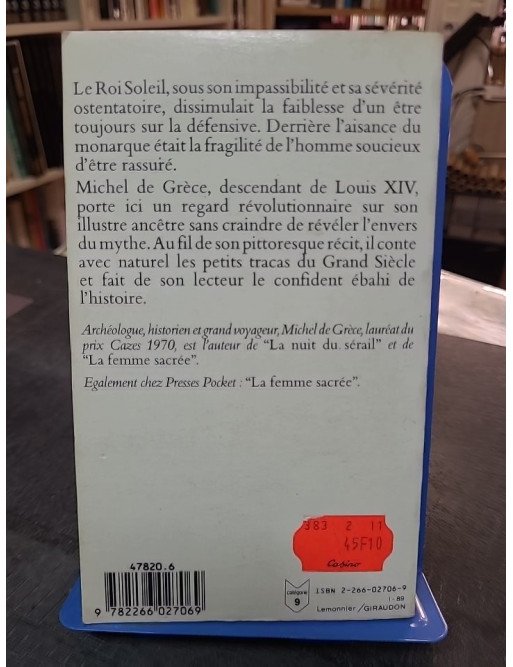 Le Roi Soleil, sous son impassibilité et sa sévérité
ostentatoire, dissimulait la faiblesse d'un être
toujours sur la défensive. Derrière l'aisance du
monarque était la fragilité de l'homme soucieux
d'être rassuré.
Michel de Grèce, descendant de Louis XIV,
porte ici un regard révolutionnaire sur son
illustre ancêtre sans craindre de révéler l'envers
du mythe. Au fil de son pittoresque récit, il conte
avec naturel les petits tracas du Grand Siècle
et fait de son lecteur le confident ébahi de
l'histoire.
Archéologue, historien et grand voyageur, Michel de Grèce, lauréat du
prix Cazes 1970, est l'auteur de "La nuit du sérail" et de
"La femme sacrée".
Egalement chez Presses Pocket : "La femme sacrée".
383 2 11
45F10
Casino
47820.6
9 782266 027069
catégorie
9
ISBN 2-266-02706-9
1-89
Lemonnier/GIRAUDON